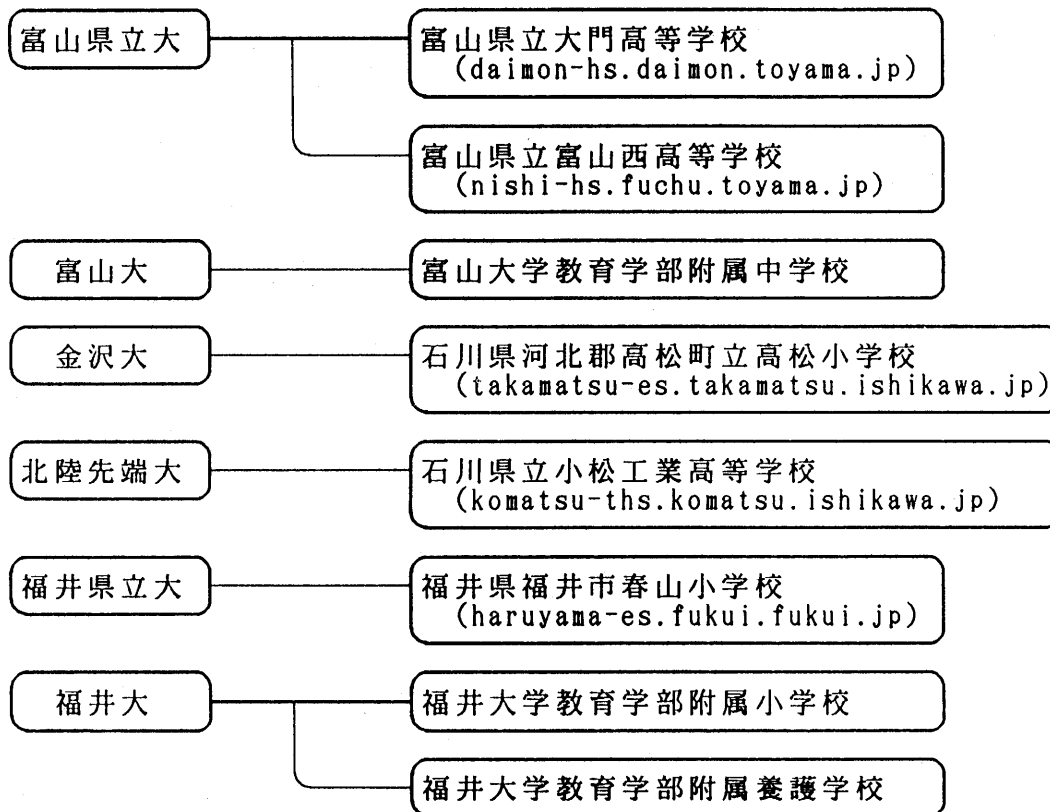 富山県立大
富山県立大門高等学校
(daimon-hs.daimon.toyama.jp)
富山県立富山西高等学校
(nishi-hs.fuchu.toyama.jp)
富山大
富山大学教育学部附属中学校
金沢大
石川県河北郡高松町立高松小学校
(takamatsu-es.takamatsu.ishikawa.jp)
北陸先端大
石川県立小松工業高等学校
(komatsu-ths.komatsu.ishikawa.jp)
福井県立大
福井県福井市春山小学校
(haruyama-es.fukui.fukui.jp)
福井大
福井大学教育学部附属小学校
福井大学教育学部附属養護学校